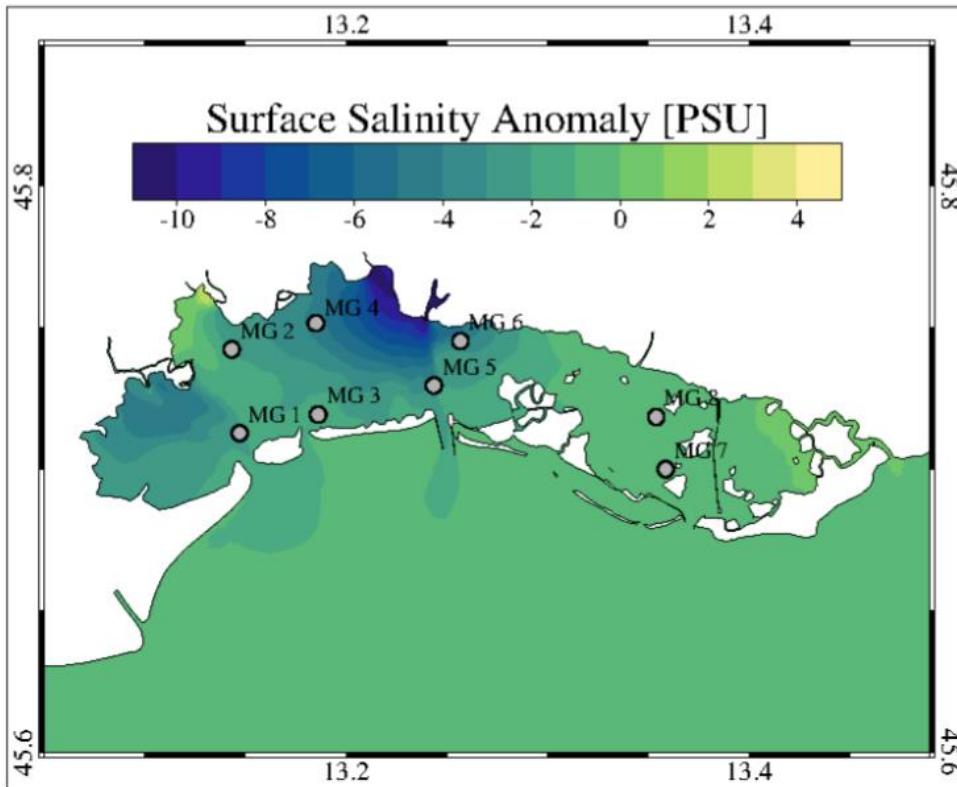 13.2 13.4
Surface Salinity Anomaly [PSU]
-10 -8 -6 -4 -2 0 2 4
45.8 45.8
MG 4
MG 6
MG 2
MG 5
MG 3
MG 8
MG 1
MG 7
45.6 45.6
13.2 13.4